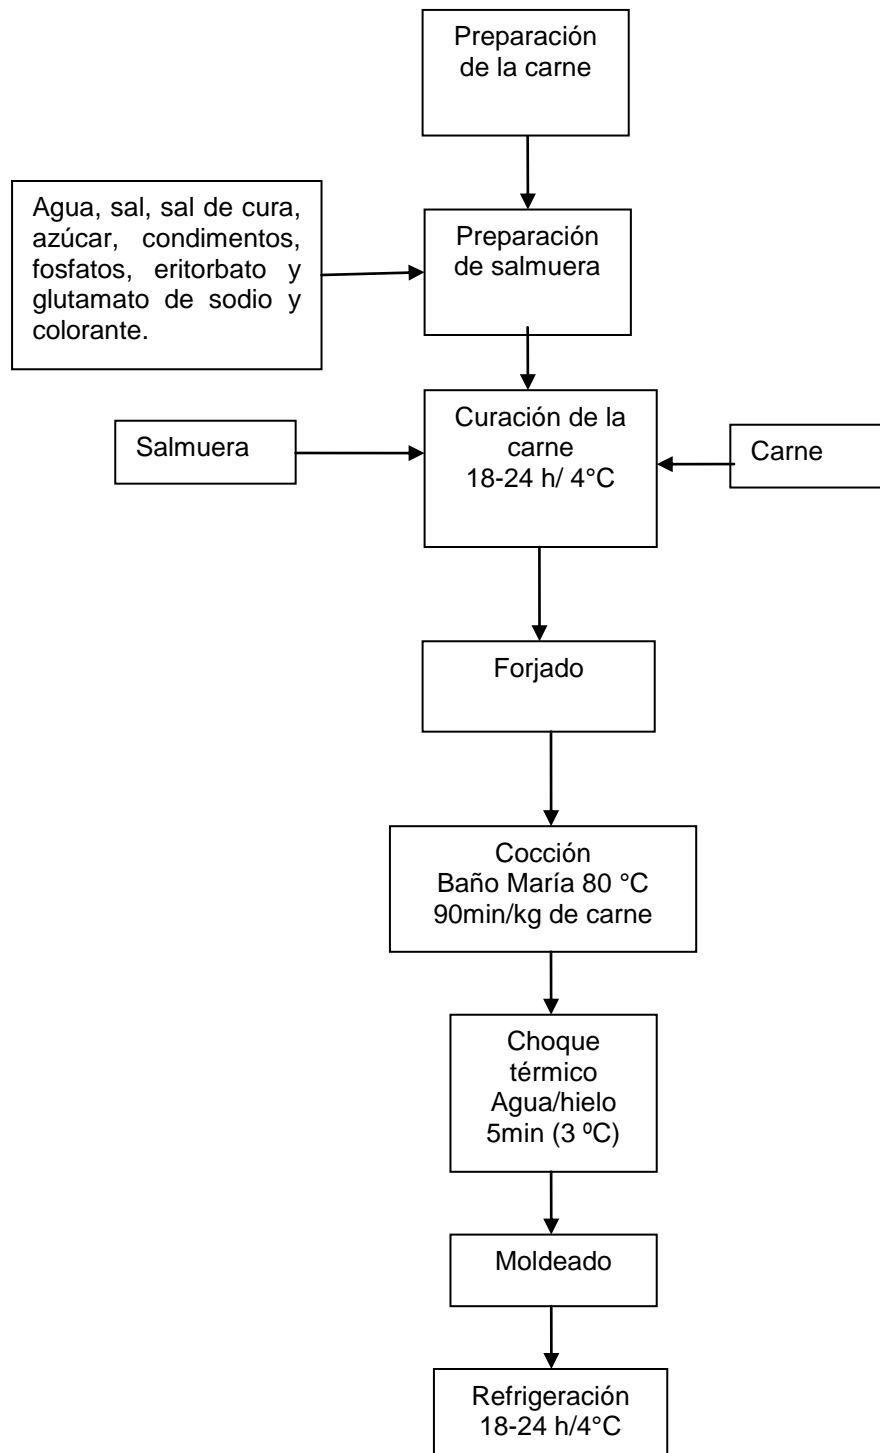 Preparación
de la carne
Agua, sal, sal de cura,
azúcar, condimentos,
fosfatos, eritorbato y
glutamato de sodio y
colorante.
Preparación
de salmuera
Salmuera
Curación de la
carne
18-24 h/ 4°C
Carne
Forjado
Cocción
Baño María 80 °C
90min/kg de carne
Choque
térmico
Agua/hielo
5min (3 ºC)
Moldeado
Refrigeración
18-24 h/4°C